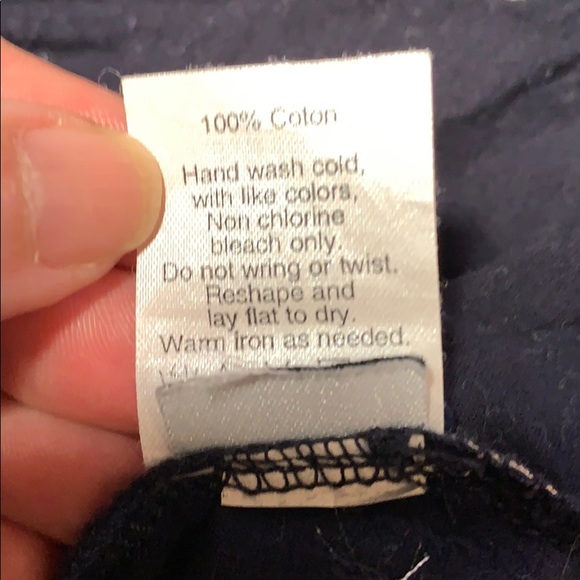 100% Coton
Hand wash cold,
with like colors,
Non chlorine
bleach only.
Do not wring or twist.
Reshape and
lay flat to dry.
Warm iron as needed.